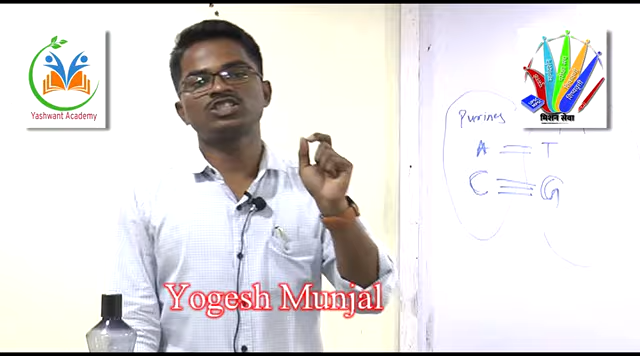 Yashwant Academy
मिशन सेवा
Purines
A = T
C ≡ G
Yogesh Munjal